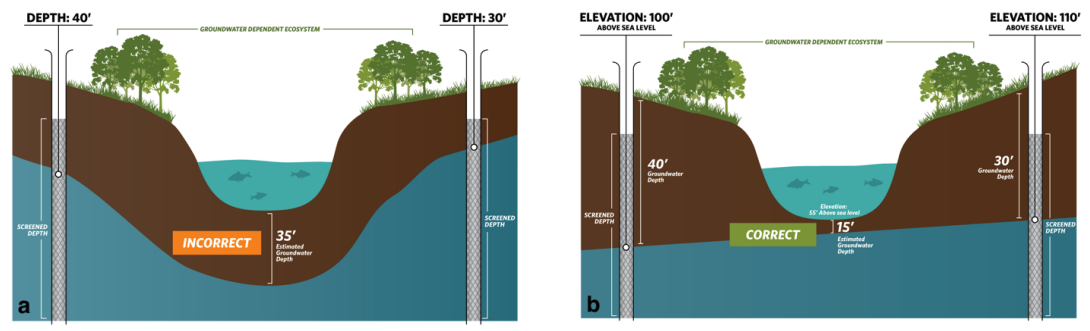 DEPTH: 40′
DEPTH: 30′
GROUNDWATER DEPENDENT ECOSYSTEM
SCREENED
DEPTH
INCORRECT
35′
Estimated
Groundwater
Depth
SCREENED
DEPTH
a
ELEVATION: 100′
ABOVE SEA LEVEL
ELEVATION: 110′
ABOVE SEA LEVEL
GROUNDWATER DEPENDENT ECOSYSTEM
40′
Groundwater
Depth
30′
Groundwater
Depth
SCREENED
DEPTH
Elevation:
55′ Above sea level
CORRECT
15′
Estimated
Groundwater
Depth
SCREENED
DEPTH
b